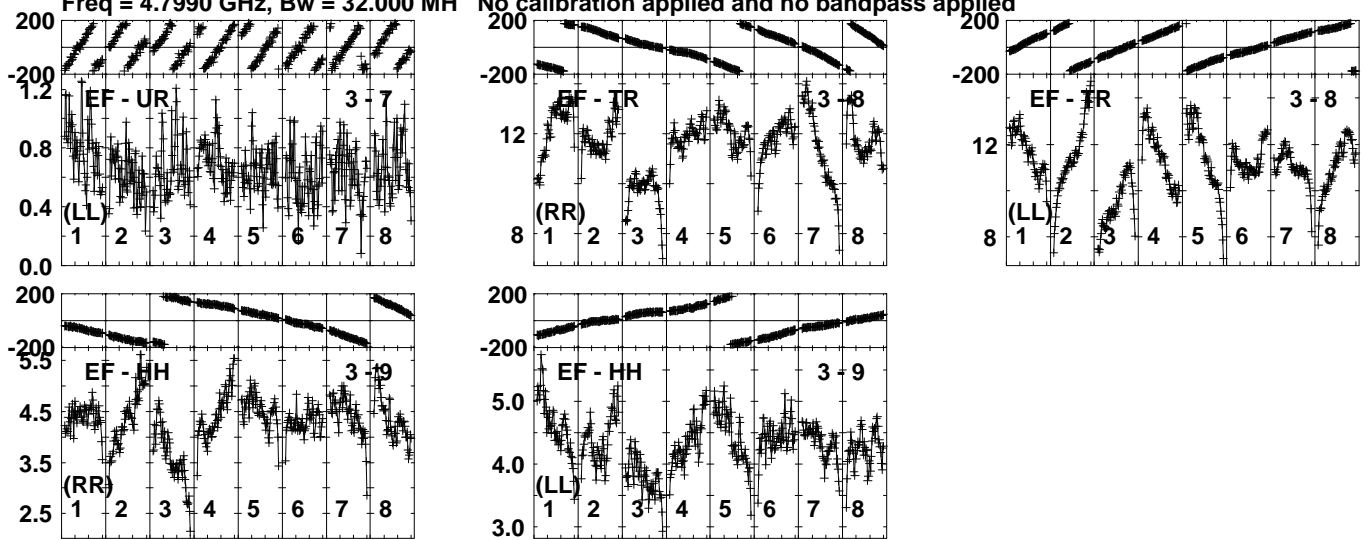 Freq = 4.7990 GHz, Bw = 32.000 MH No calibration applied and no bandpass applied
200
-200
1.2
0.8
0.4
0.0
EF - UR 3 - 7
(LL)
1 2 3 4 5 6 7 8
200
-200
12
8
EF - TR 3 - 8
(RR)
1 2 3 4 5 6 7 8
200
-200
12
8
EF - TR 3 - 8
(LL)
1 2 3 4 5 6 7 8
200
-200
5.5
4.5
3.5
2.5
EF - HH 3 - 9
(RR)
1 2 3 4 5 6 7 8
200
-200
5.0
4.0
3.0
EF - HH 3 - 9
(LL)
1 2 3 4 5 6 7 8